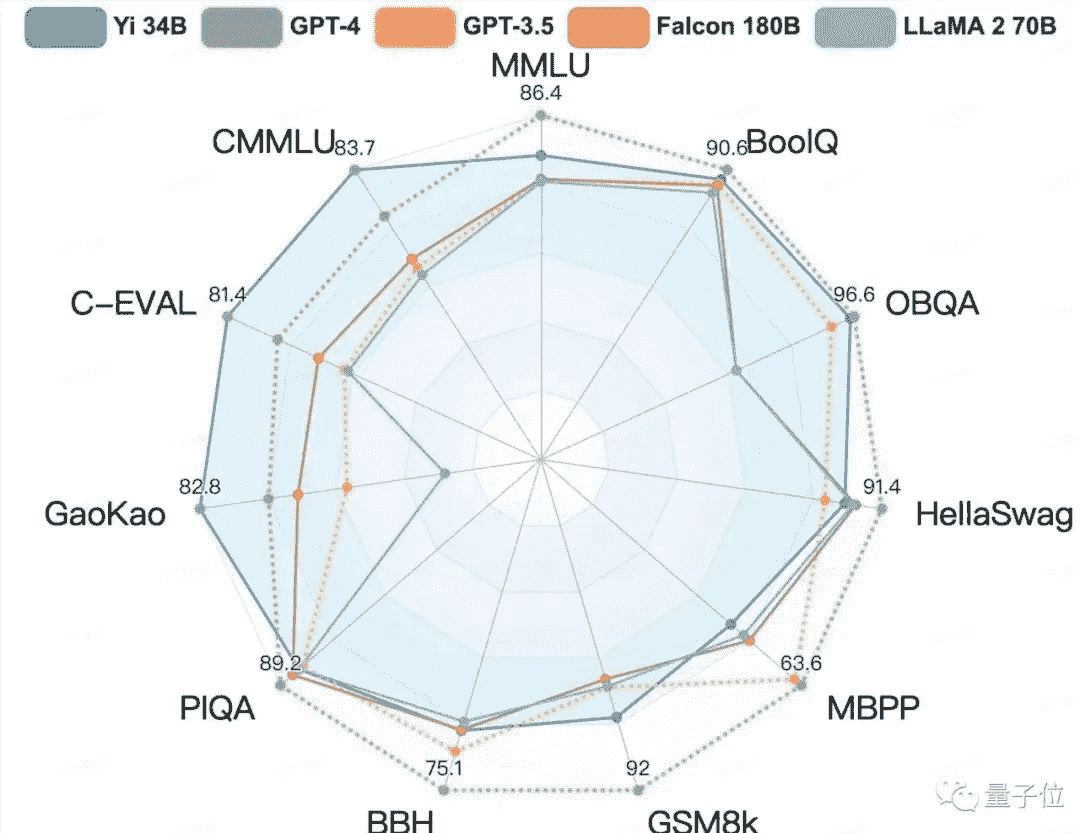 Yi 34B GPT-4 GPT-3.5 Falcon 180B LLaMA 2 70B
MMLU
86.4
CMMLU 83.7
90.6 BoolQ
C-EVAL 81.4
96.6 OBQA
GaoKao 82.8
91.4 HellaSwag
PIQA 89.2
63.6 MBPP
75.1 BBH
92 GSM8k
量子位